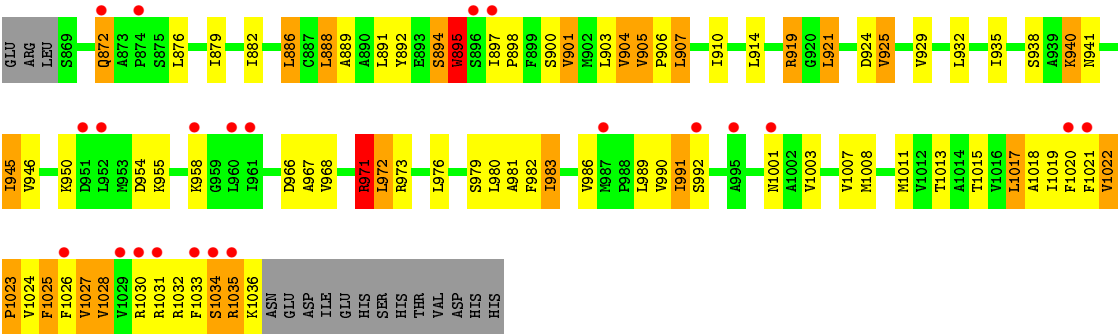 GLU ARG LEU S869 Q872 A873 P874 S875 L876 I879 I882 L886 C887 L888 A889 A890 L891 Y892 E893 S894 W895 S896 I897 P898 F899 S900 V901 M902 L903 V904 V905 P906 L907 I910 L914 R919 G920 L921 D924 V925 V929 L932 I935 S938 A939 K940 N941
I945 V946 K950 D951 L952 M953 D954 K955 K958 G959 L960 I961 D966 A967 V968 R971 L972 R973 L976 S979 L980 A981 F982 I983 V986 M987 P988 L989 V990 I991 S992 A995 N1001 A1002 V1003 V1007 M1008 M1011 V1012 T1013 A1014 T1015 V1016 L1017 A1018 I1019 F1020 F1021 V1022
P1023 V1024 F1025 F1026 V1027 V1028 V1029 R1030 R1031 R1032 F1033 S1034 R1035 K1036 ASN GLU ASP ILE GLU HIS SER HIS THR VAL ASP HIS HIS